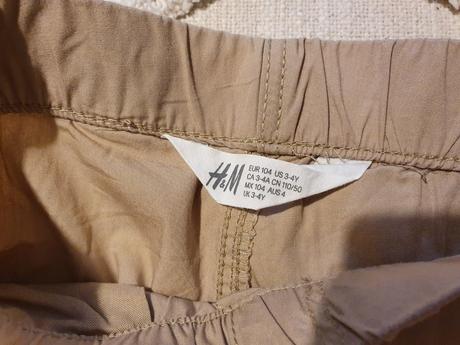 H&M
EUR 104 US 3-4Y
CA 3-4A CN 110/50
MX 104 AUS 4
UK 3-4Y